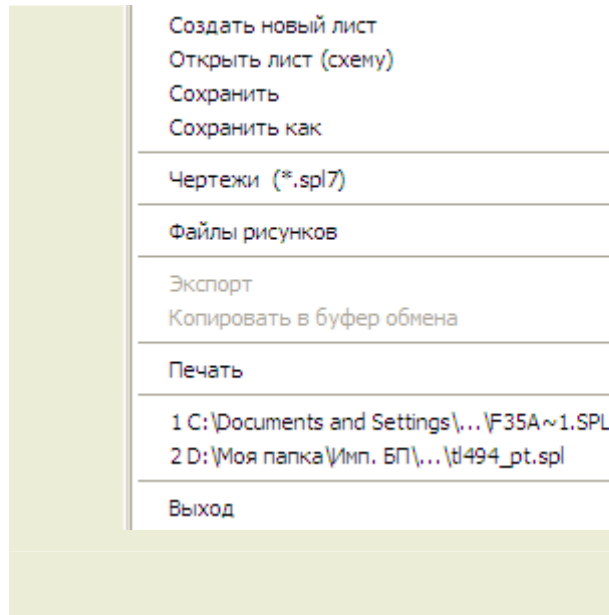 Создать новый лист
Открыть лист (схему)
Сохранить
Сохранить как
Чертежи (*.spl7)
Файлы рисунков
Экспорт
Копировать в буфер обмена
Печать
1 C:\Documents and Settings\...\F35A~1.SPL
2 D:\Моя папка\Имп. БП\...\tl494_pt.spl
Выход